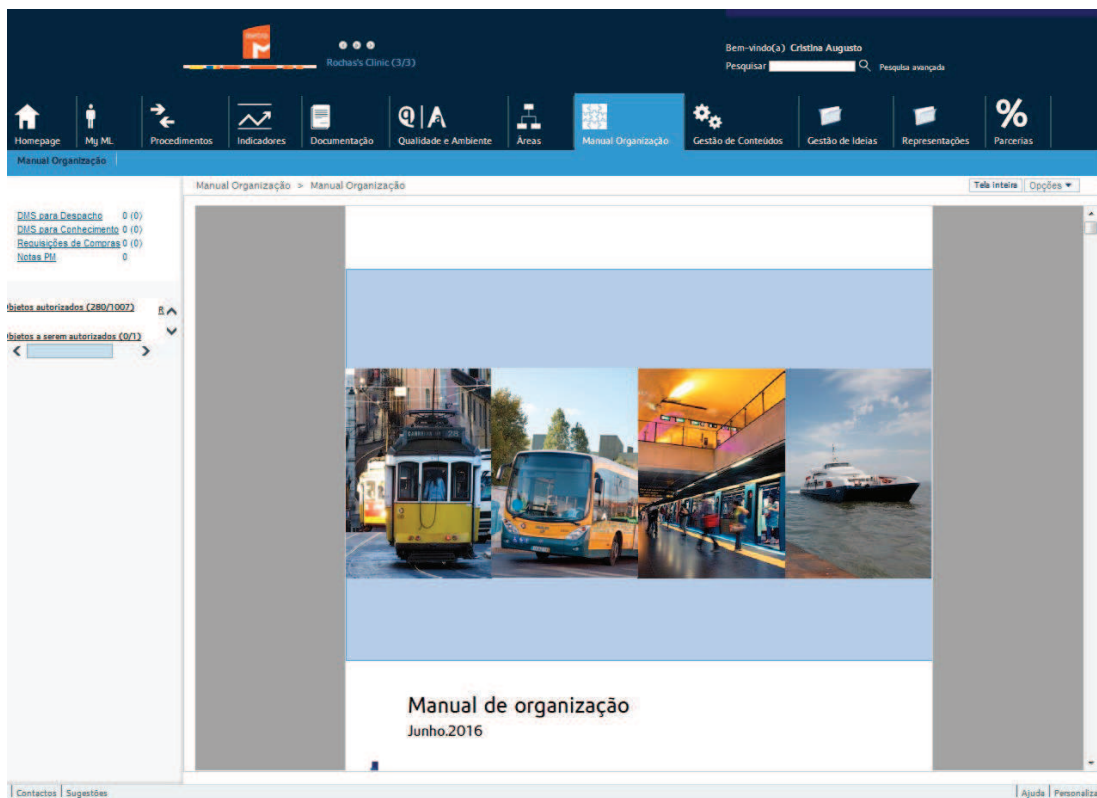 Rochas's Clinic (3/3)
Bem-vindo(a) Cristina Augusto
Pesquisar
Pesquisa avançada
Homepage
My ML
Procedimentos
Indicadores
Documentação
Qualidade e Ambiente
Áreas
Manual Organização
Gestão de Conteúdos
Gestão de Ideias
Representações
Parcerias
Manual Organização
Manual Organização > Manual Organização
Tela inteira
Opções
DMS para Despacho 0 (0)
DMS para Conhecimento 0 (0)
Requisições de Compras 0 (0)
Notas PM 0
bjetos autorizados (280/1007)
R
bjetos a serem autorizados (0/1)
Manual de organização
Junho.2016
Contactos
Sugestões
Ajuda
Personaliza